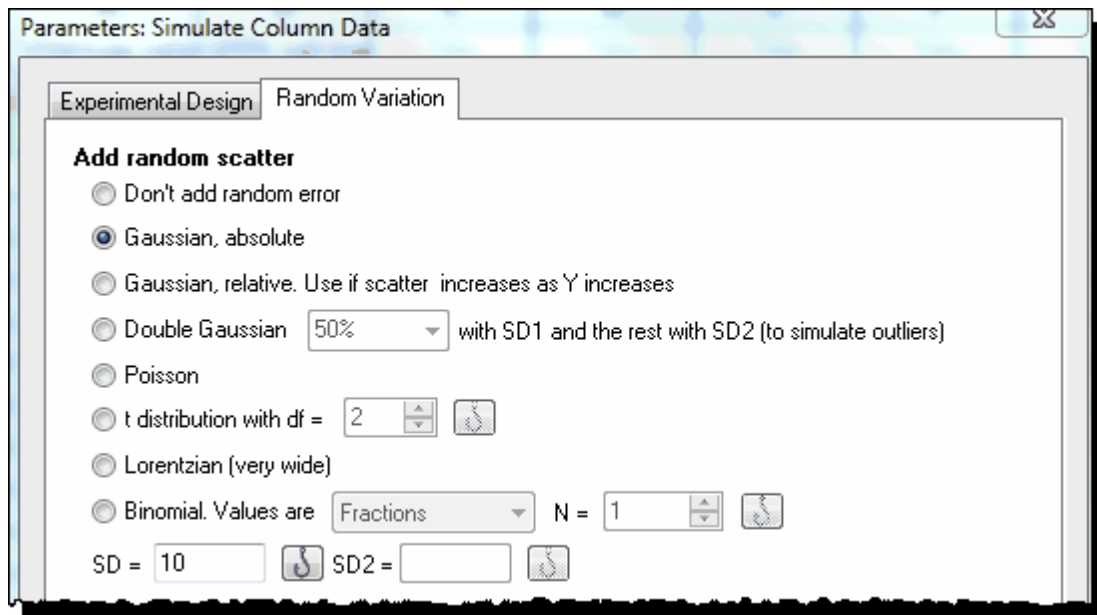 Parameters: Simulate Column Data
Experimental Design Random Variation
Add random scatter
Don't add random error
Gaussian, absolute
Gaussian, relative. Use if scatter increases as Y increases
Double Gaussian 50% with SD1 and the rest with SD2 (to simulate outliers)
Poisson
t distribution with df = 2
Lorentzian (very wide)
Binomial. Values are Fractions N = 1
SD = 10 SD2 =